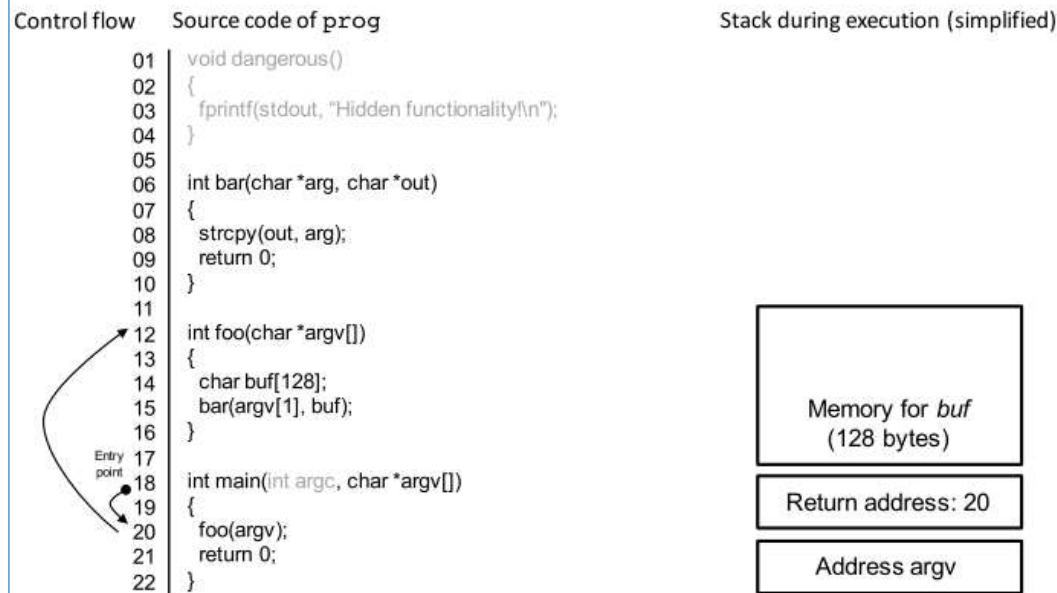 Control flow Source code of prog Stack during execution (simplified)
01 void dangerous()
02 {
03 fprintf(stdout, "Hidden functionality!\n");
04 }
05
06 int bar(char *arg, char *out)
07 {
08 strcpy(out, arg);
09 return 0;
10 }
11
12 int foo(char *argv[])
13 {
14 char buf[128];
15 bar(argv[1], buf);
16 }
17
18 int main(int argc, char *argv[])
19 {
20 foo(argv);
21 return 0;
22 }
Entry
point
Memory for buf
(128 bytes)
Return address: 20
Address argv